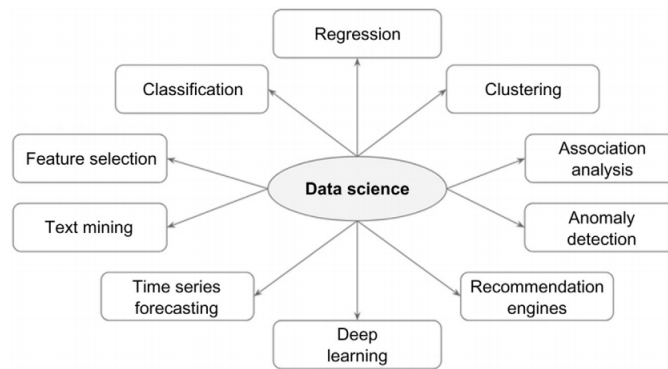 Regression
Classification
Clustering
Feature selection
Association
analysis
Data science
Text mining
Anomaly
detection
Time series
forecasting
Recommendation
engines
Deep
learning